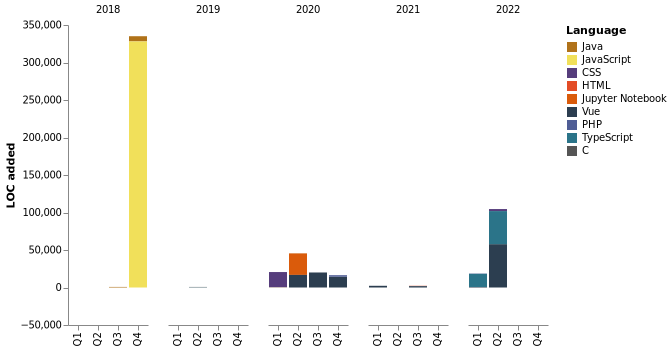 2018 2019 2020 2021 2022
Language
Java
JavaScript
CSS
HTML
Jupyter Notebook
Vue
PHP
TypeScript
C
LOC added
350,000
300,000
250,000
200,000
150,000
100,000
50,000
0
−50,000
Q1 Q2 Q3 Q4 Q1 Q2 Q3 Q4 Q1 Q2 Q3 Q4 Q1 Q2 Q3 Q4 Q1 Q2 Q3 Q4